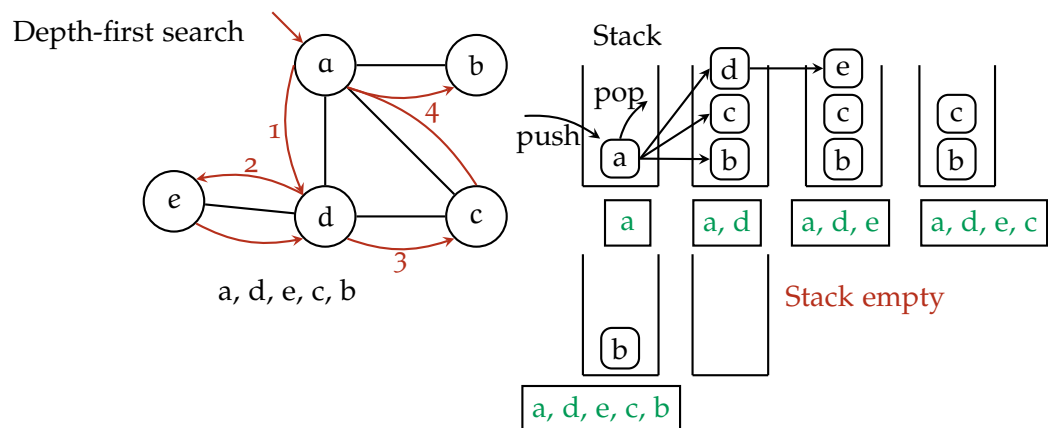 Depth-first search
a
b
1
4
2
e
d
c
3
a, d, e, c, b
Stack
push
pop
a
d
c
b
e
c
b
c
b
a
a, d
a, d, e
a, d, e, c
b
Stack empty
a, d, e, c, b